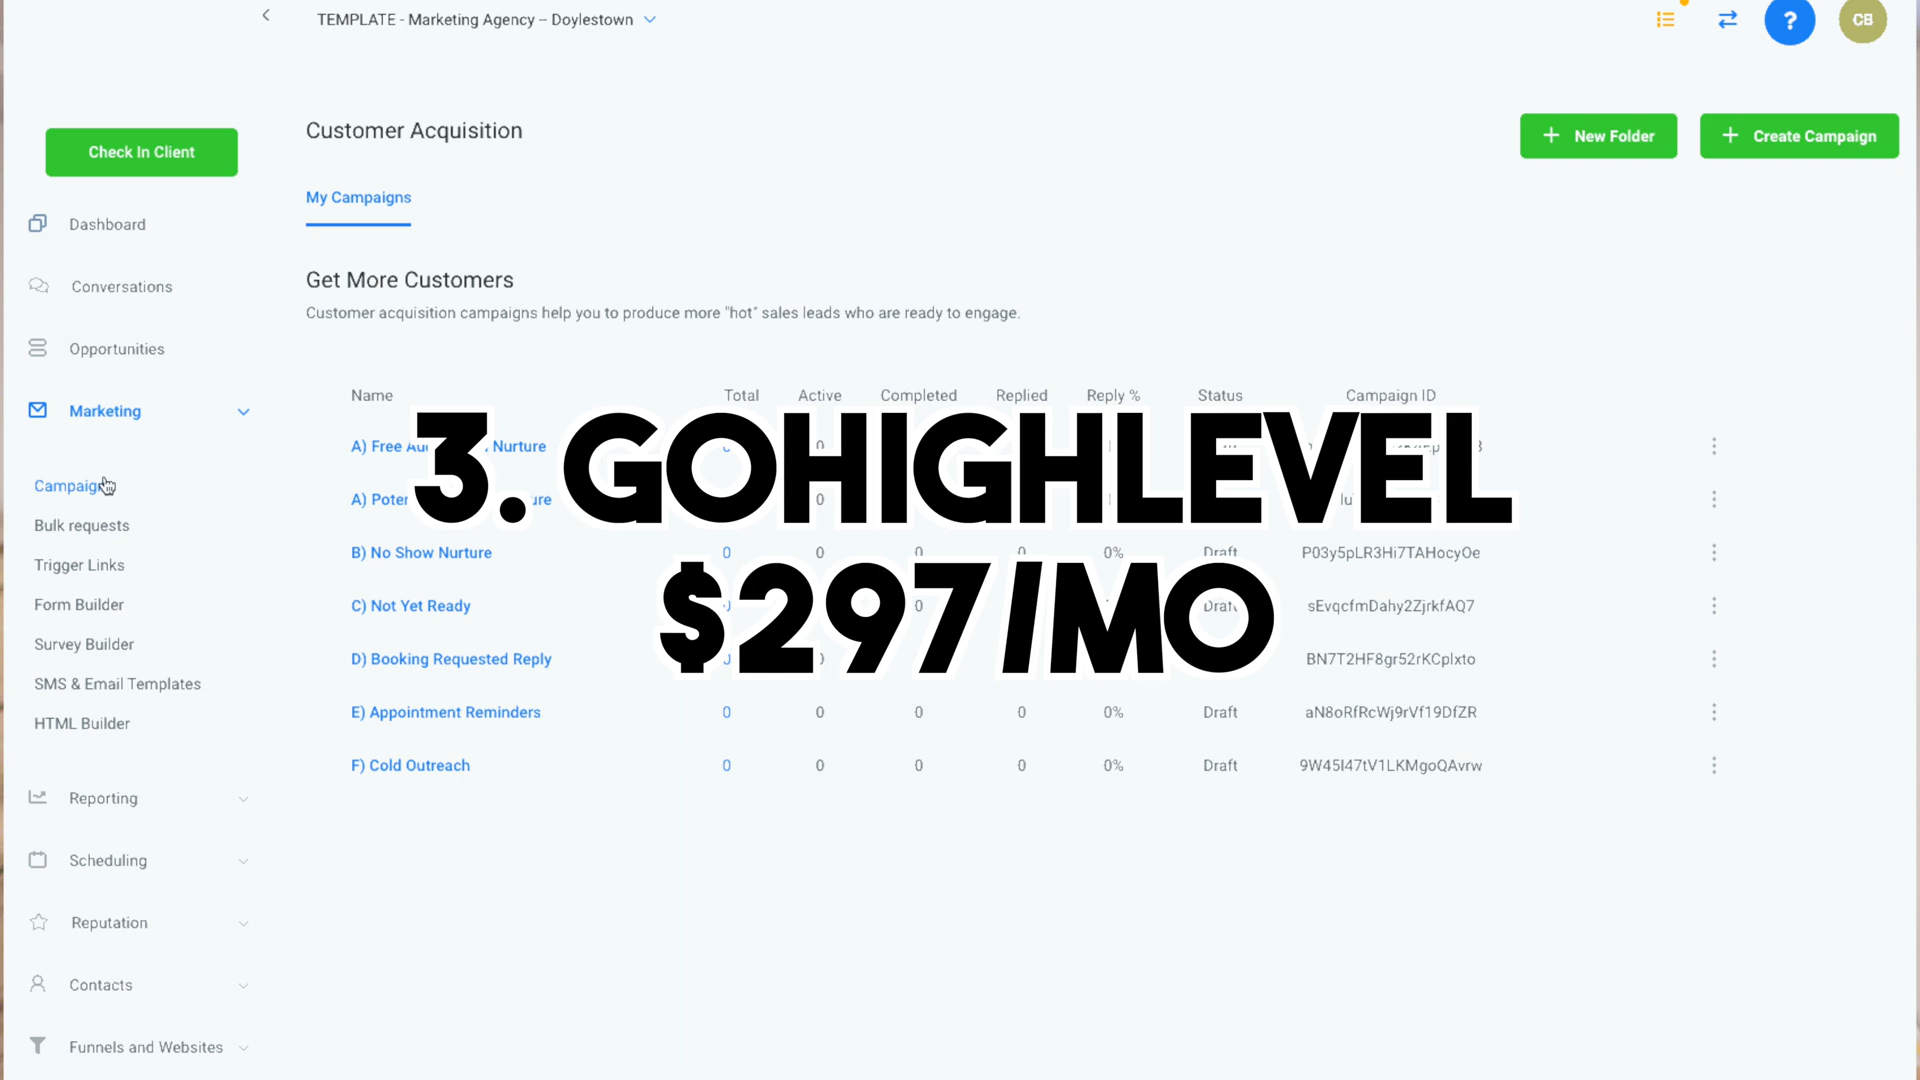 TEMPLATE - Marketing Agency – Doylestown
?
CB
Check In Client
Dashboard
Conversations
Opportunities
Marketing
Campaign
Bulk requests
Trigger Links
Form Builder
Survey Builder
SMS & Email Templates
HTML Builder
Reporting
Scheduling
Reputation
Contacts
Funnels and Websites
Customer Acquisition
+ New Folder
+ Create Campaign
My Campaigns
Get More Customers
Customer acquisition campaigns help you to produce more "hot" sales leads who are ready to engage.
Name Total Active Completed Replied Reply % Status Campaign ID
A) Free Nurture 0
A) 0
B) No Show Nurture 0 0 0 0 0% Draft P03y5pLR3Hi7TAHocyOe
C) Not Yet Ready 0 Draft sEvqcfmDahy2ZjrkfAQ7
D) Booking Requested Reply BN7T2HF8gr52rKCplxto
E) Appointment Reminders 0 0 0 0 0% Draft aN8oRfRcWj9rVf19DfZR
F) Cold Outreach 0 0 0 0 0% Draft 9W45I47tV1LKMgoQAvrw
3. GOHIGHLEVEL
$297/MO